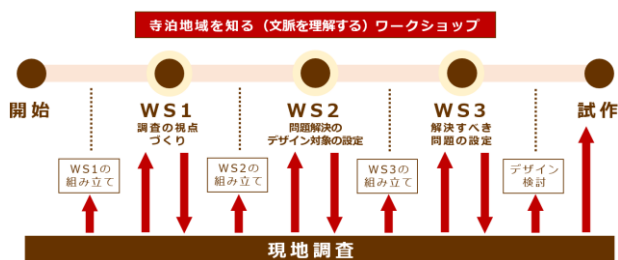 寺泊地域を知る（文脈を理解する）ワークショップ
開始
WS1
調査の視点
づくり
WS2
問題解決の
デザイン対象の設定
WS3
解決すべき
問題の設定
試作
WS1の
組み立て
WS2の
組み立て
WS3の
組み立て
デザイン
検討
現地調査